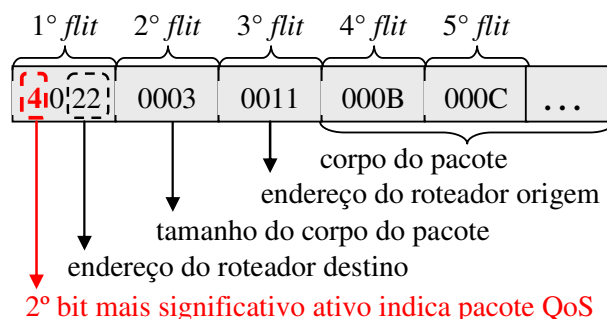 1° flit 2° flit 3° flit 4° flit 5° flit
4022 0003 0011 000B 000C ...
corpo do pacote
endereço do roteador origem
tamanho do corpo do pacote
endereço do roteador destino
2º bit mais significativo ativo indica pacote QoS